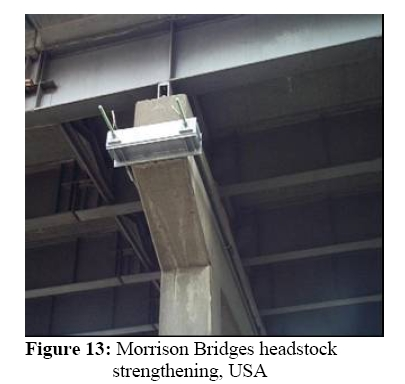 Figure 13: Morrison Bridges headstock
strengthening, USA